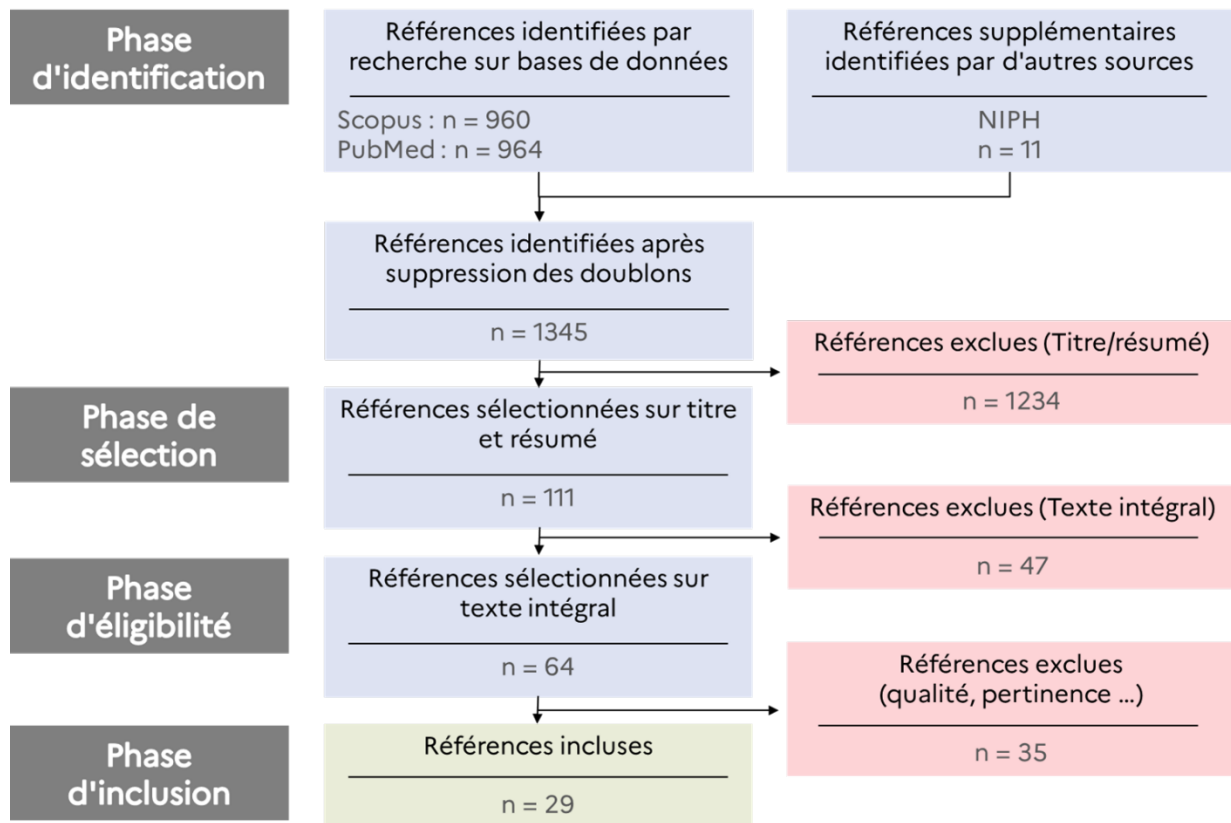 Phase
d'identification
Références identifiées par
recherche sur bases de données
Scopus : n = 960
PubMed : n = 964
Références supplémentaires
identifiées par d'autres sources
NIPH
n = 11
Références identifiées après
suppression des doublons
n = 1345
Références exclues (Titre/résumé)
n = 1234
Phase de
sélection
Références sélectionnées sur titre
et résumé
n = 111
Références exclues (Texte intégral)
n = 47
Phase
d'éligibilité
Références sélectionnées sur
texte intégral
n = 64
Références exclues
(qualité, pertinence ...)
n = 35
Phase
d'inclusion
Références incluses
n = 29